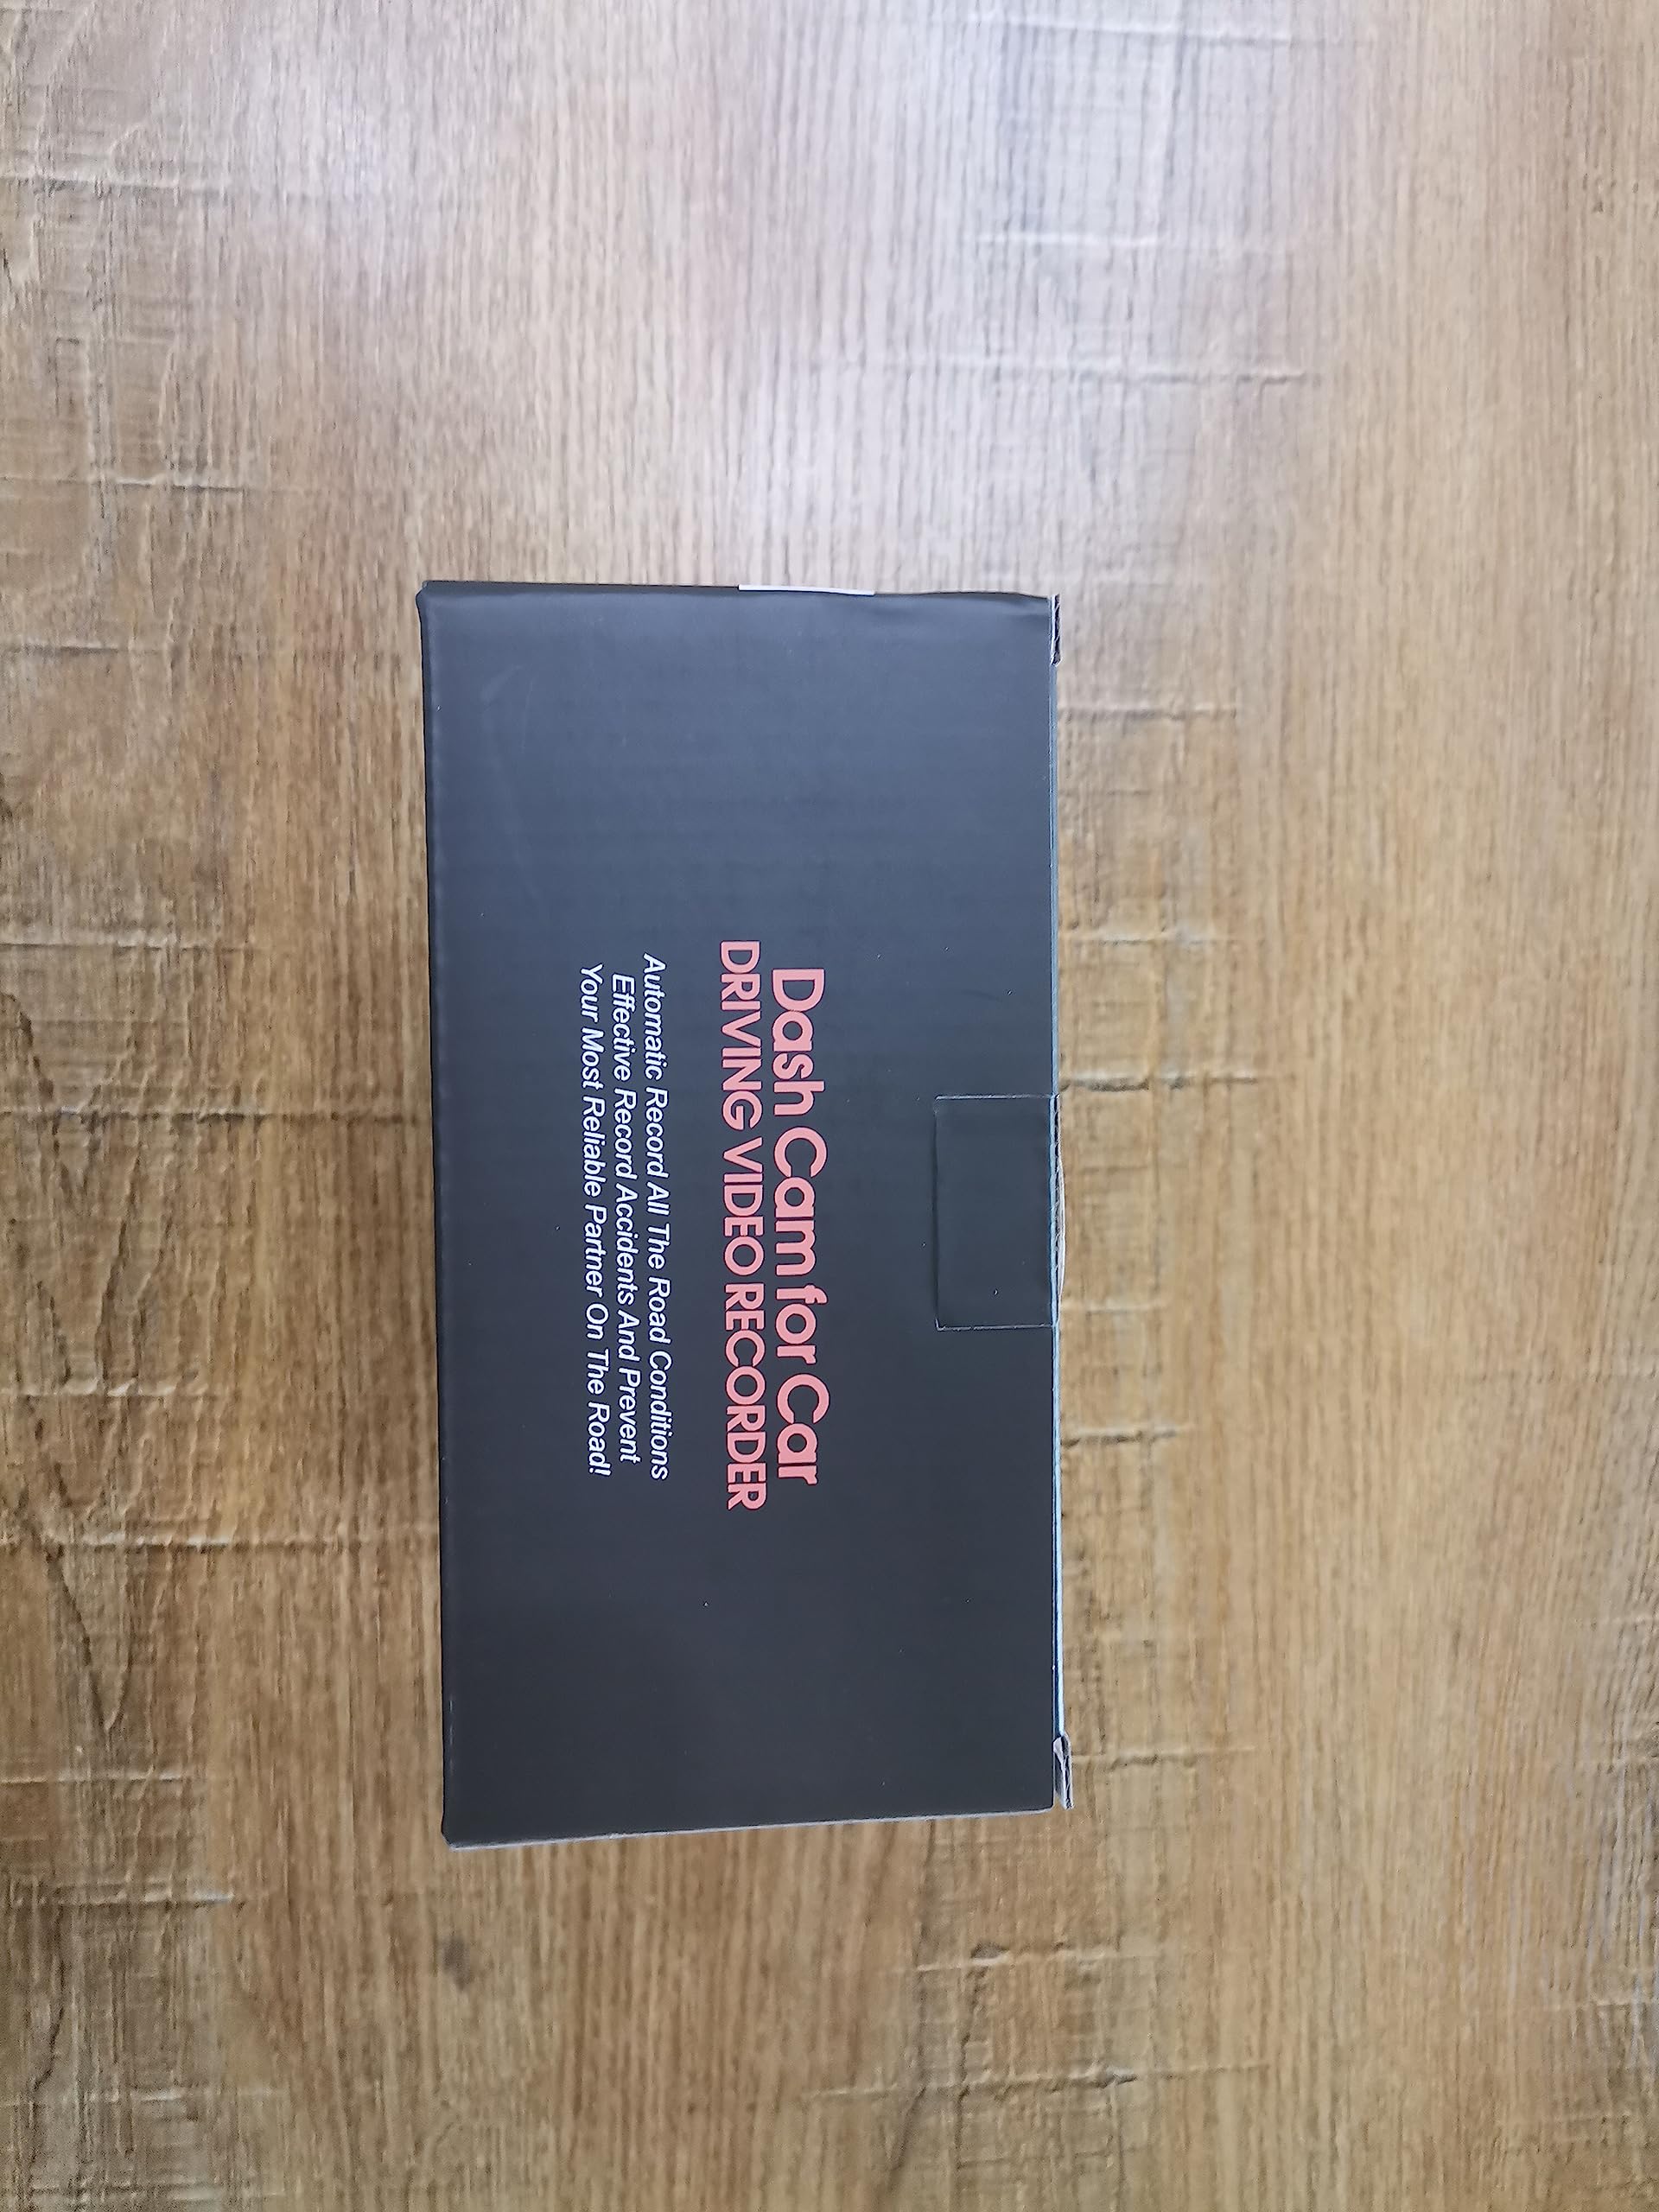 Dash Cam for Car
DRIVING VIDEO RECORDER
Automatic Record All The Road Conditions
Effective Record Accidents And Prevent
Your Most Reliable Partner On The Road!